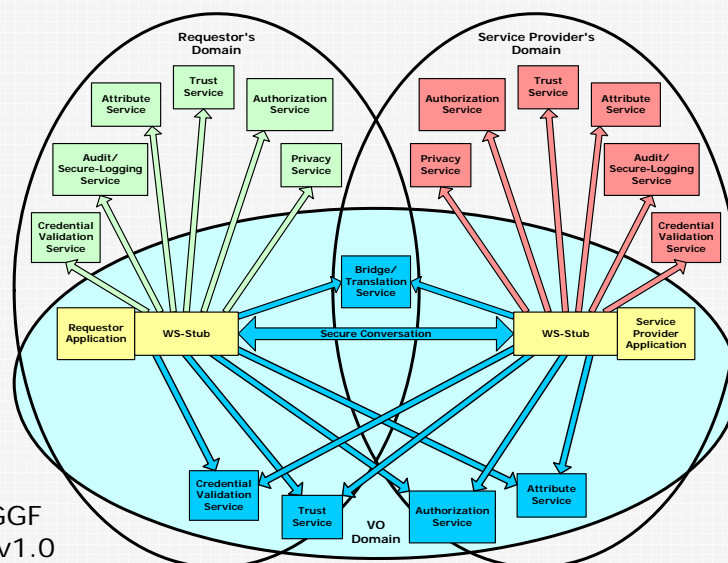 Requestor's
Domain
Service Provider's
Domain
Trust
Service
Attribute
Service
Authorization
Service
Audit/
Secure-Logging
Service
Privacy
Service
Credential
Validation
Service
Trust
Service
Authorization
Service
Attribute
Service
Privacy
Service
Audit/
Secure-Logging
Service
Credential
Validation
Service
Bridge/
Translation
Service
Requestor
Application
WS-Stub
Secure Conversation
WS-Stub
Service
Provider
Application
Credential
Validation
Service
Trust
Service
VO
Domain
Authorization
Service
Attribute
Service
GGF
v1.0